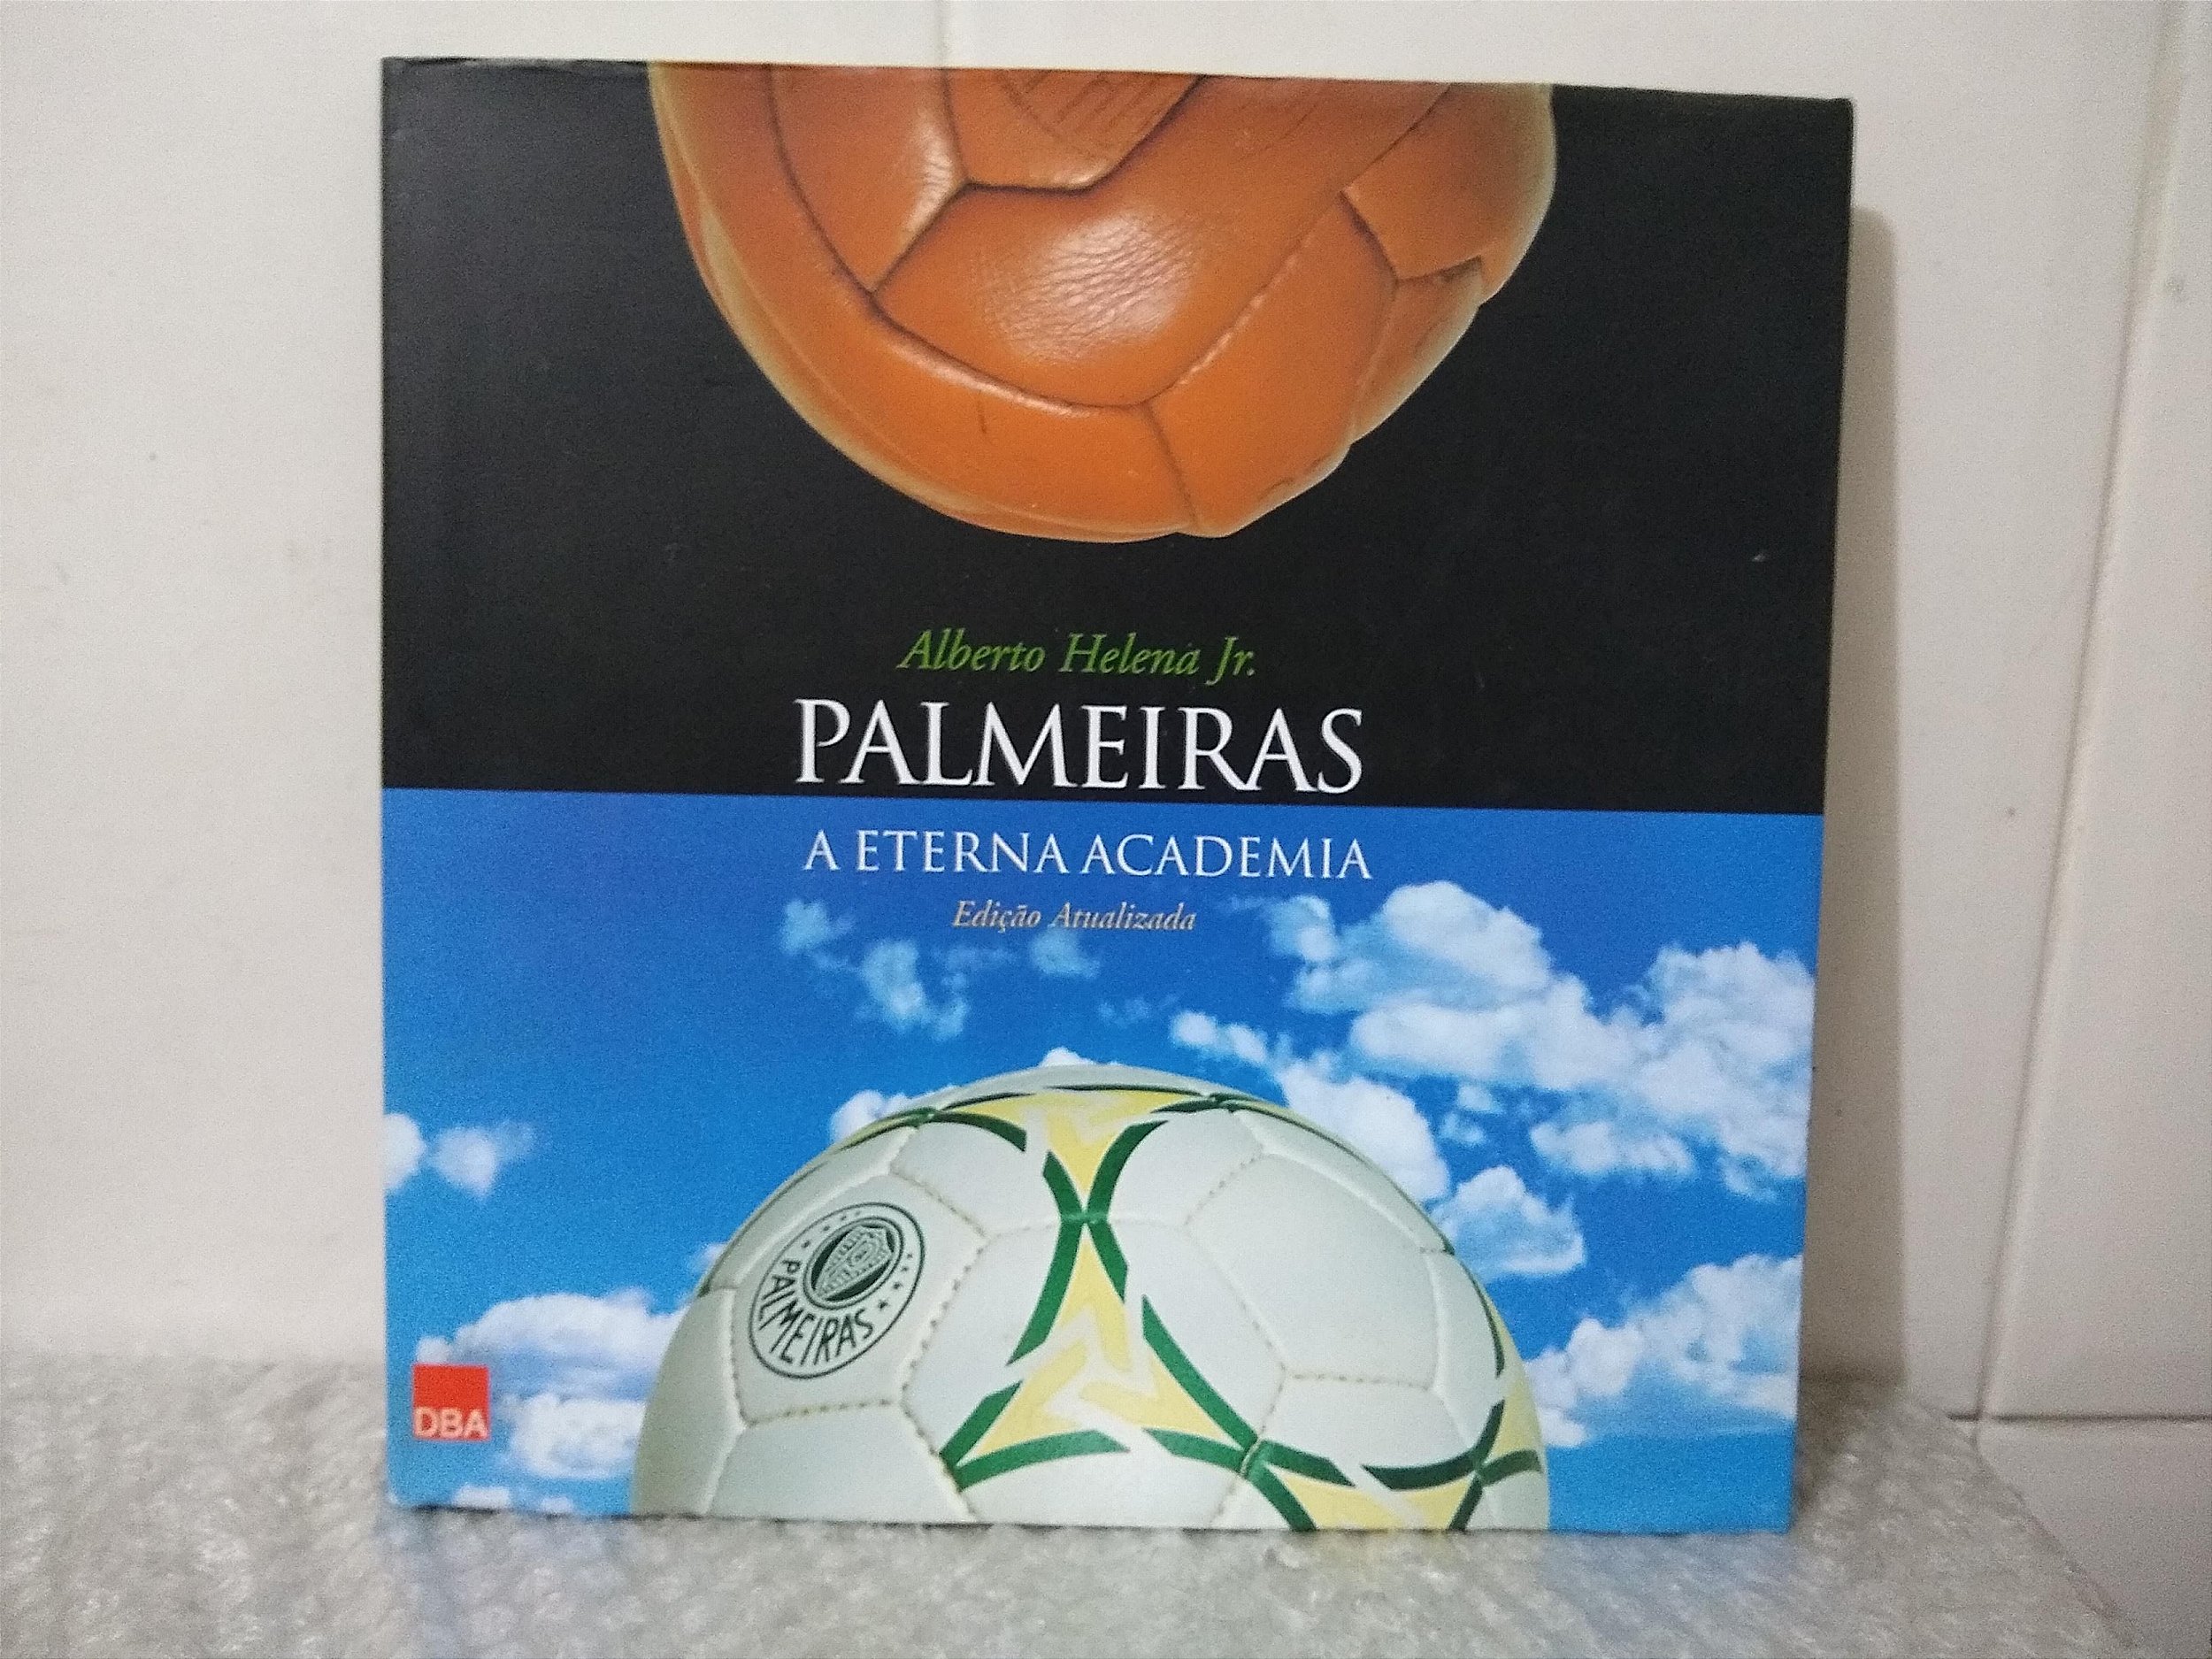 Alberto Helena Jr.
PALMEIRAS
A ETERNA ACADEMIA
Edição Atualizada
PALMEIRAS
DBA